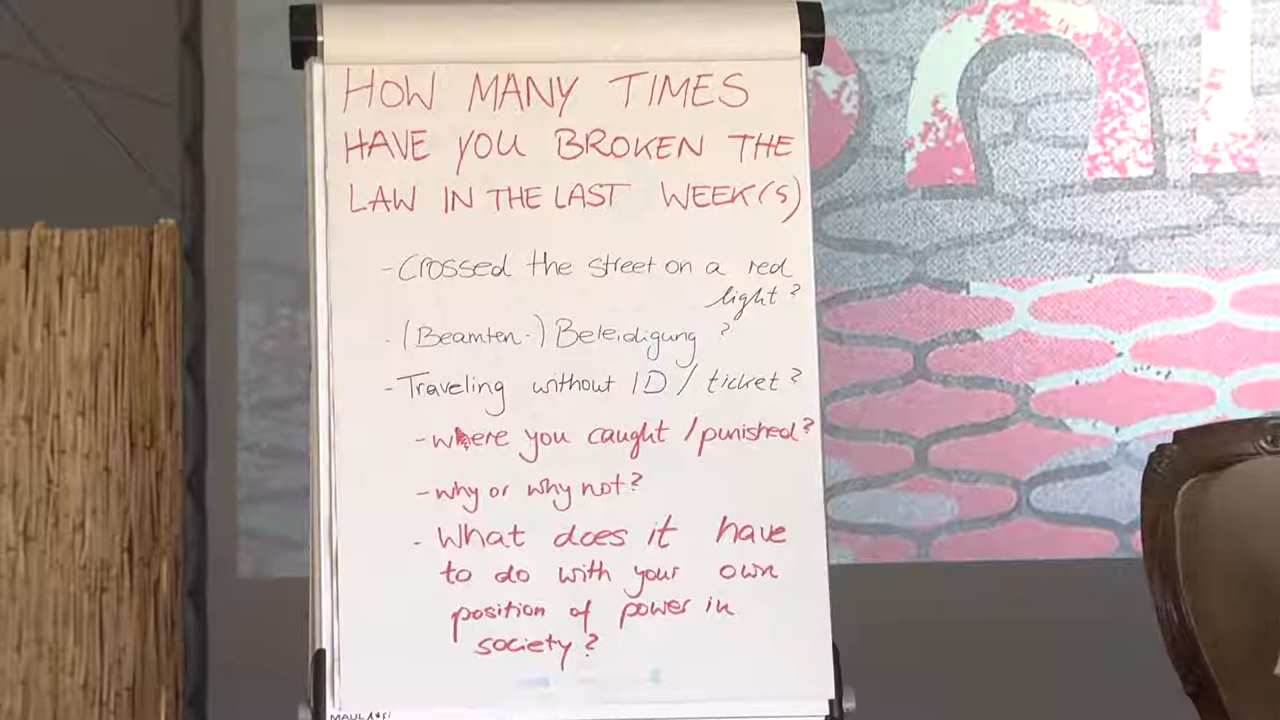 HOW MANY TIMES
HAVE YOU BROKEN THE
LAW IN THE LAST WEEK(S)
- Crossed the street on a red
light?
- (Beamten-) Beleidigung?
- Traveling without ID / ticket?
- where you caught / punished?
- why or why not?
- What does it have
to do with your own
position of power in
society?